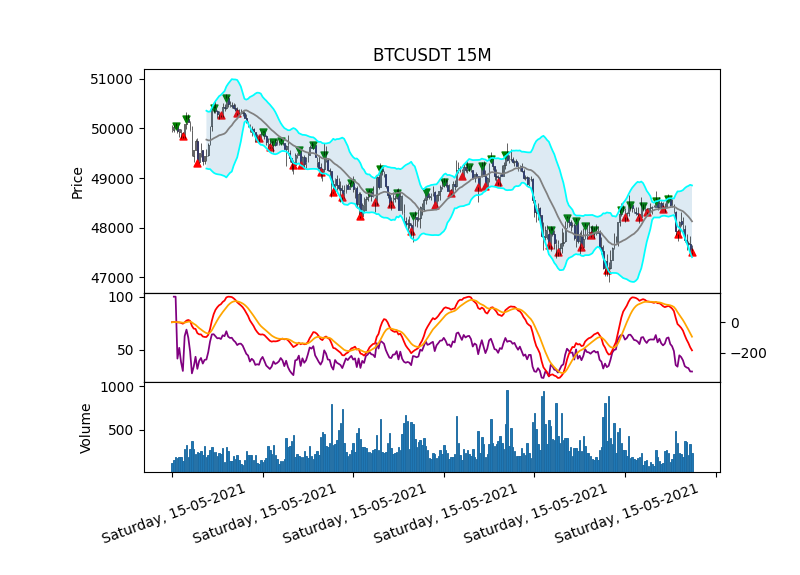 BTCUSDT 15M
51000
50000
49000
48000
47000
Price
100
50
0
−200
1000
500
Volume
Saturday, 15-05-2021
Saturday, 15-05-2021
Saturday, 15-05-2021
Saturday, 15-05-2021
Saturday, 15-05-2021
Saturday, 15-05-2021
Saturday, 15-05-2021